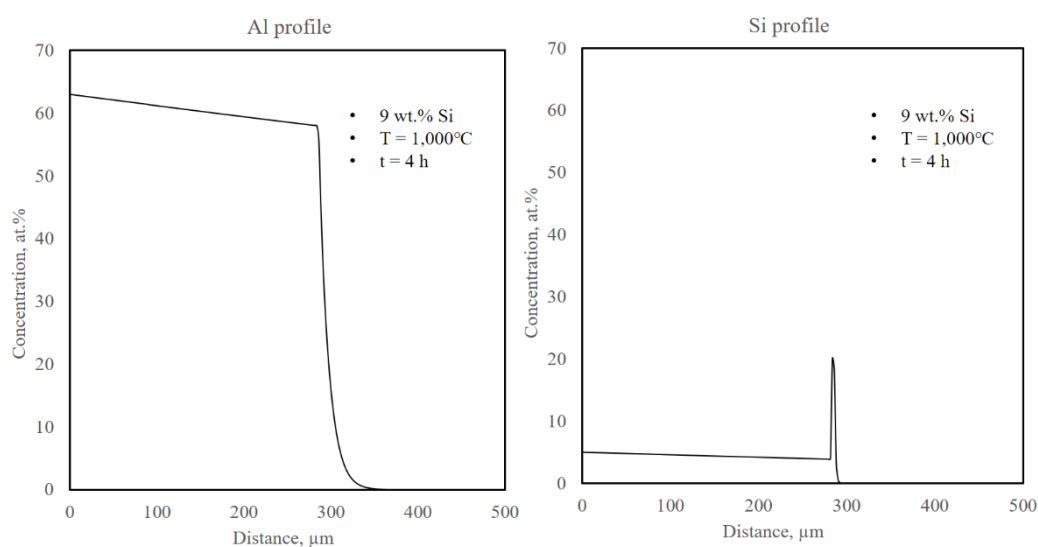 Al profile
70
60
50
40
30
20
10
0
Concentration, at.%
• 9 wt.% Si
• T = 1,000°C
• t = 4 h
0 100 200 300 400 500
Distance, µm
Si profile
70
60
50
40
30
20
10
0
Concentration, at.%
• 9 wt.% Si
• T = 1,000°C
• t = 4 h
0 100 200 300 400 500
Distance, µm